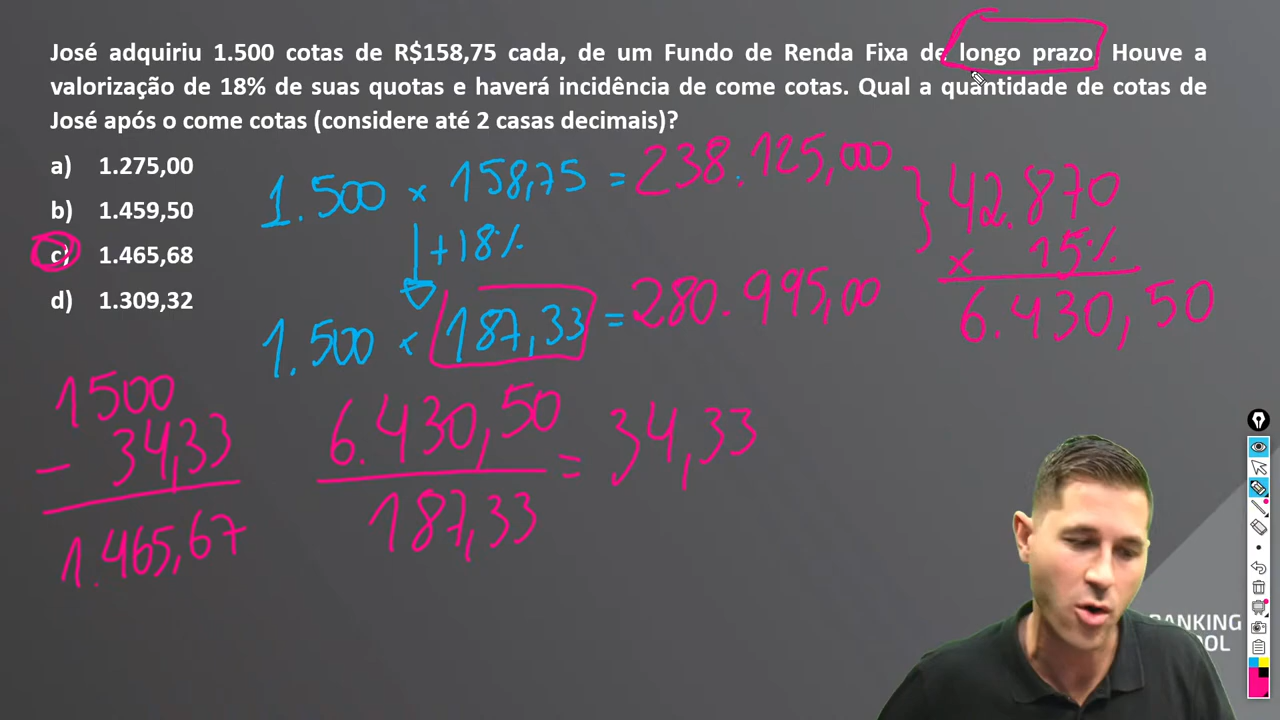 José adquiriu 1.500 cotas de R$158,75 cada, de um Fundo de Renda Fixa de longo prazo Houve a
valorização de 18% de suas quotas e haverá incidência de come cotas. Qual a quantidade de cotas de
José após o come cotas (considere até 2 casas decimais)?
a) 1.275,00
b) 1.459,50
c) 1.465,68
d) 1.309,32
1.500 × 158,75 = 238.125,000
+18%
1.500 × 187,33 = 280.995,00
} 42.870
× 15%
6.430,50
1500
- 34,33
1.465,67
6.430,50
187,33
= 34,33